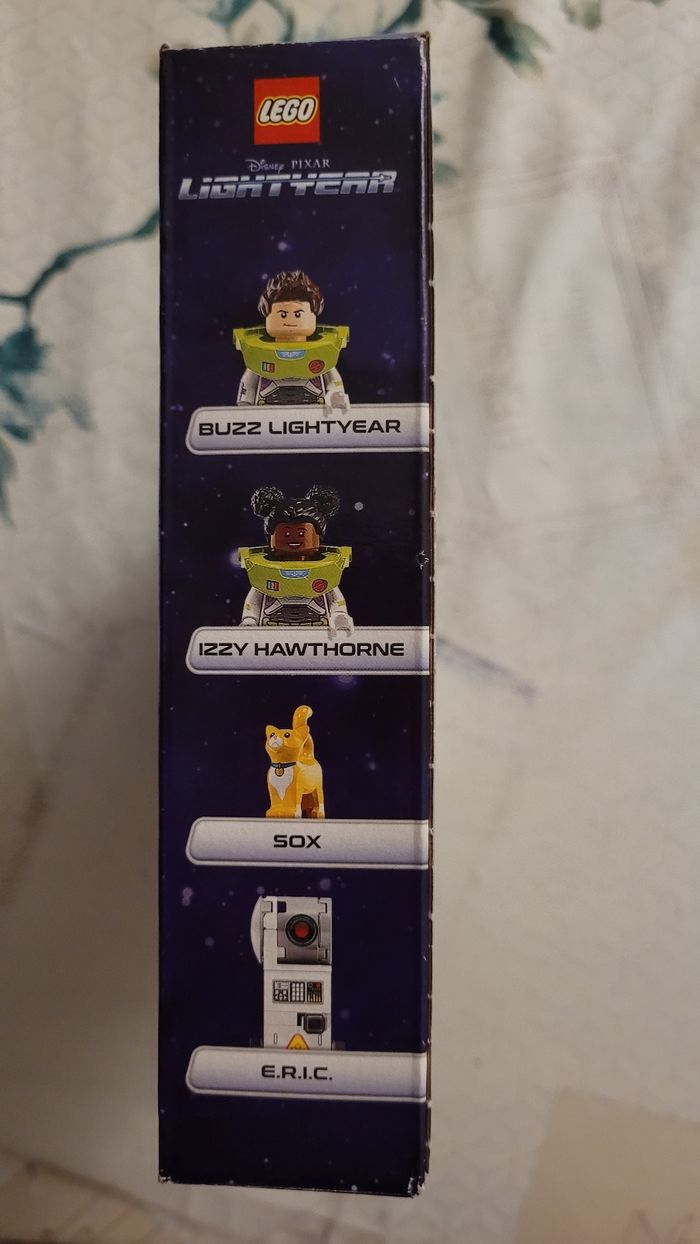 LEGO
DISNEY PIXAR
LIGHTYEAR
BUZZ LIGHTYEAR
IZZY HAWTHORNE
SOX
E.R.I.C.